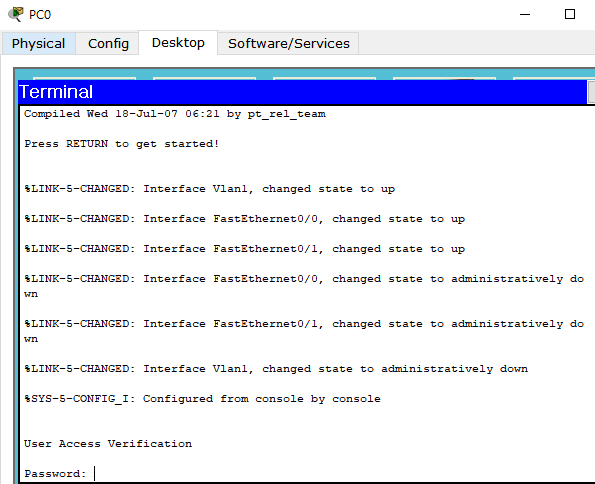 PC0
Physical Config Desktop Software/Services
Terminal
Compiled Wed 18-Jul-07 06:21 by pt_rel_team
Press RETURN to get started!
%LINK-5-CHANGED: Interface Vlan1, changed state to up
%LINK-5-CHANGED: Interface FastEthernet0/0, changed state to up
%LINK-5-CHANGED: Interface FastEthernet0/1, changed state to up
%LINK-5-CHANGED: Interface FastEthernet0/0, changed state to administratively do
wn
%LINK-5-CHANGED: Interface FastEthernet0/1, changed state to administratively do
wn
%LINK-5-CHANGED: Interface Vlan1, changed state to administratively down
%SYS-5-CONFIG_I: Configured from console by console
User Access Verification
Password: